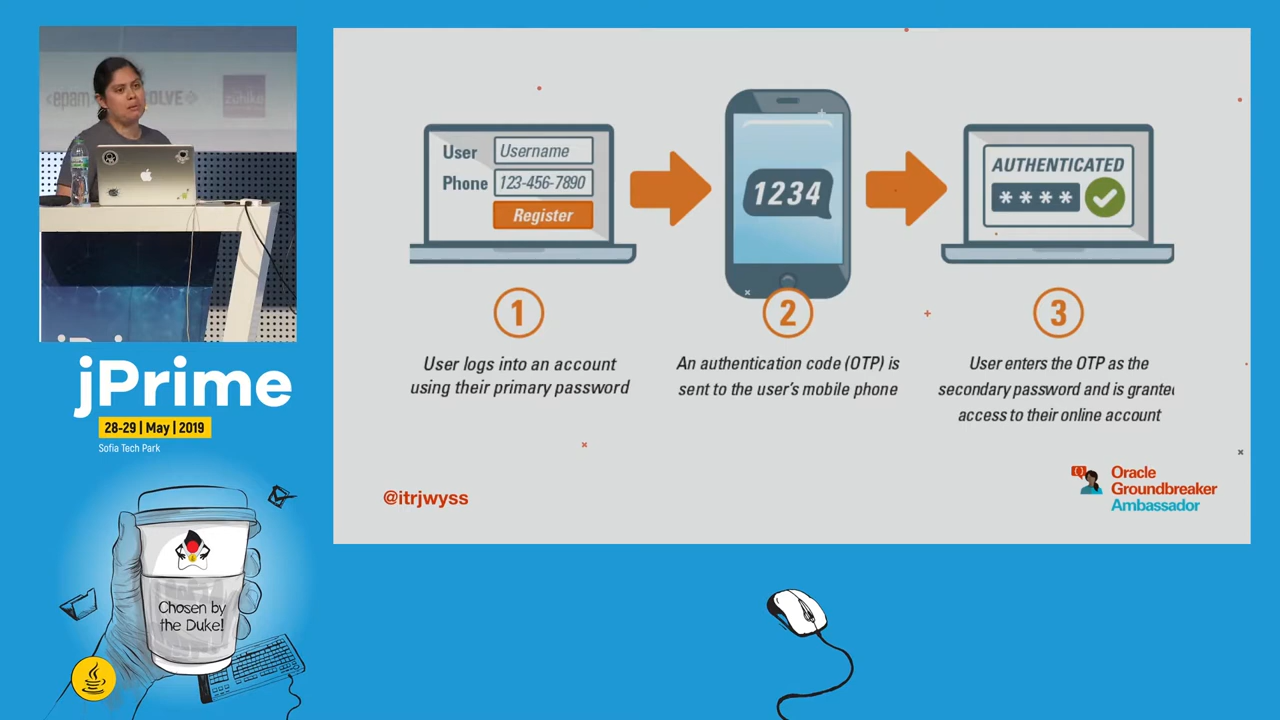 <epam
OLVE
zühlke
jPrime
28-29 | May | 2019
Sofia Tech Park
Chosen by
the Duke!
User
Username
Phone
123-456-7890
Register
1234
AUTHENTICATED
****
1
User logs into an account
using their primary password
2
An authentication code (OTP) is
sent to the user's mobile phone
3
User enters the OTP as the
secondary password and is grante
access to their online account
@itrjwyss
Oracle
Groundbreaker
Ambassador